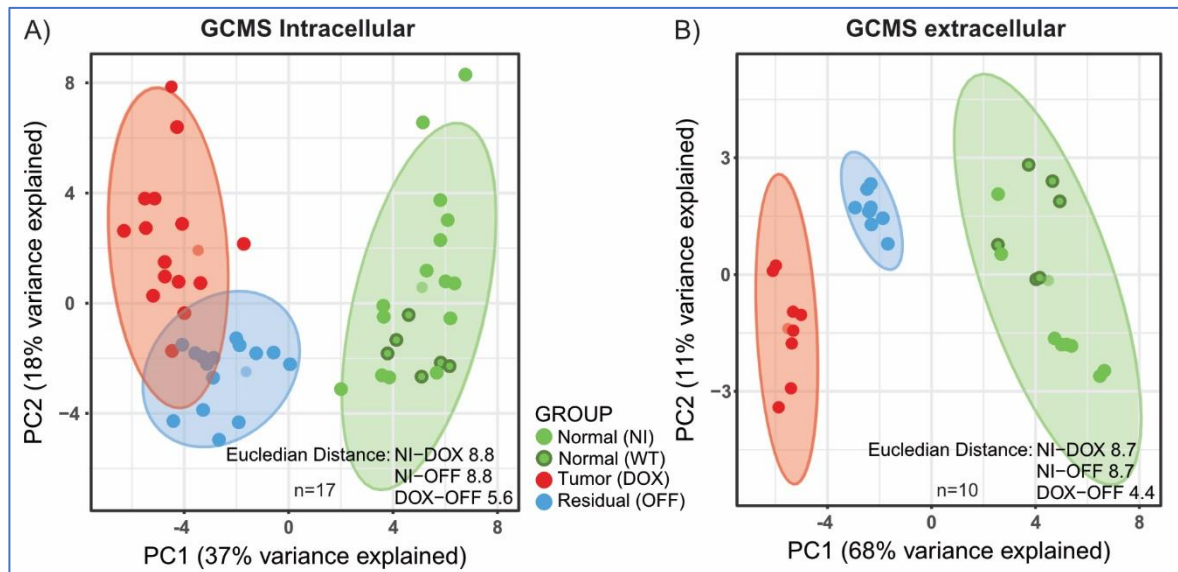 A)
GCMS Intracellular
PC2 (18% variance explained)
8
4
0
-4
-4
0
4
8
PC1 (37% variance explained)
Eucledian Distance: NI-DOX 8.8
NI-OFF 8.8
DOX-OFF 5.6
n=17
GROUP
Normal (NI)
Normal (WT)
Tumor (DOX)
Residual (OFF)
B)
GCMS extracellular
PC2 (11% variance explained)
3
0
-3
-4
0
4
8
PC1 (68% variance explained)
Eucledian Distance: NI-DOX 8.7
NI-OFF 8.7
DOX-OFF 4.4
n=10